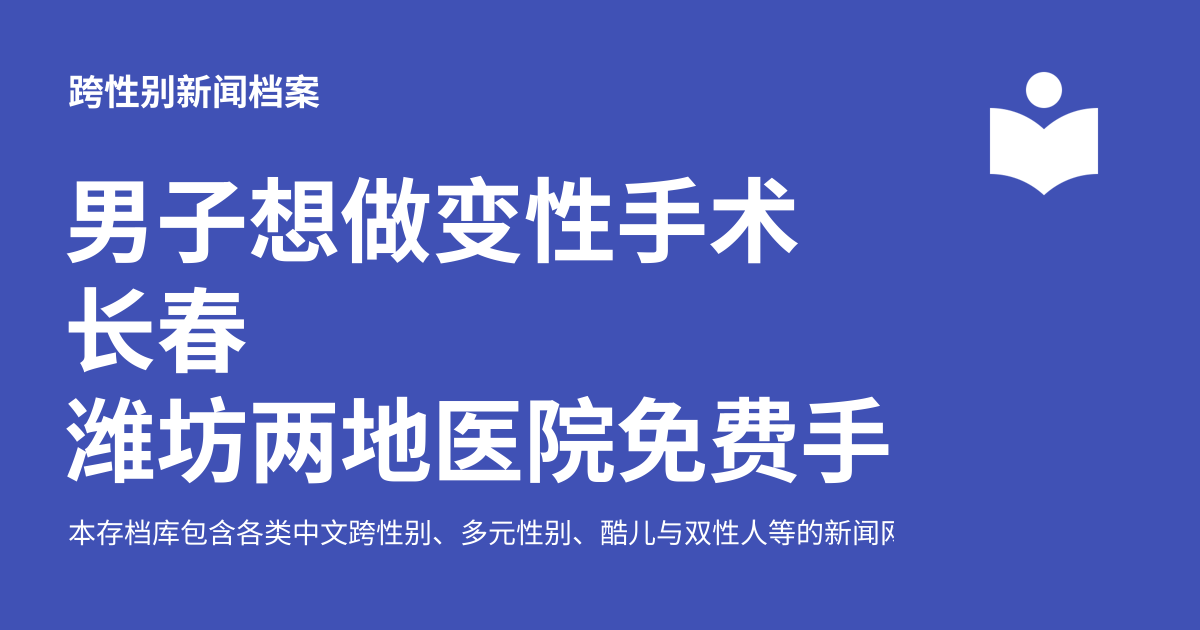 跨性别新闻档案
男子想做变性手术
长春
潍坊两地医院免费手
本存档库包含各类中文跨性别、多元性别、酷儿与双性人等的新闻